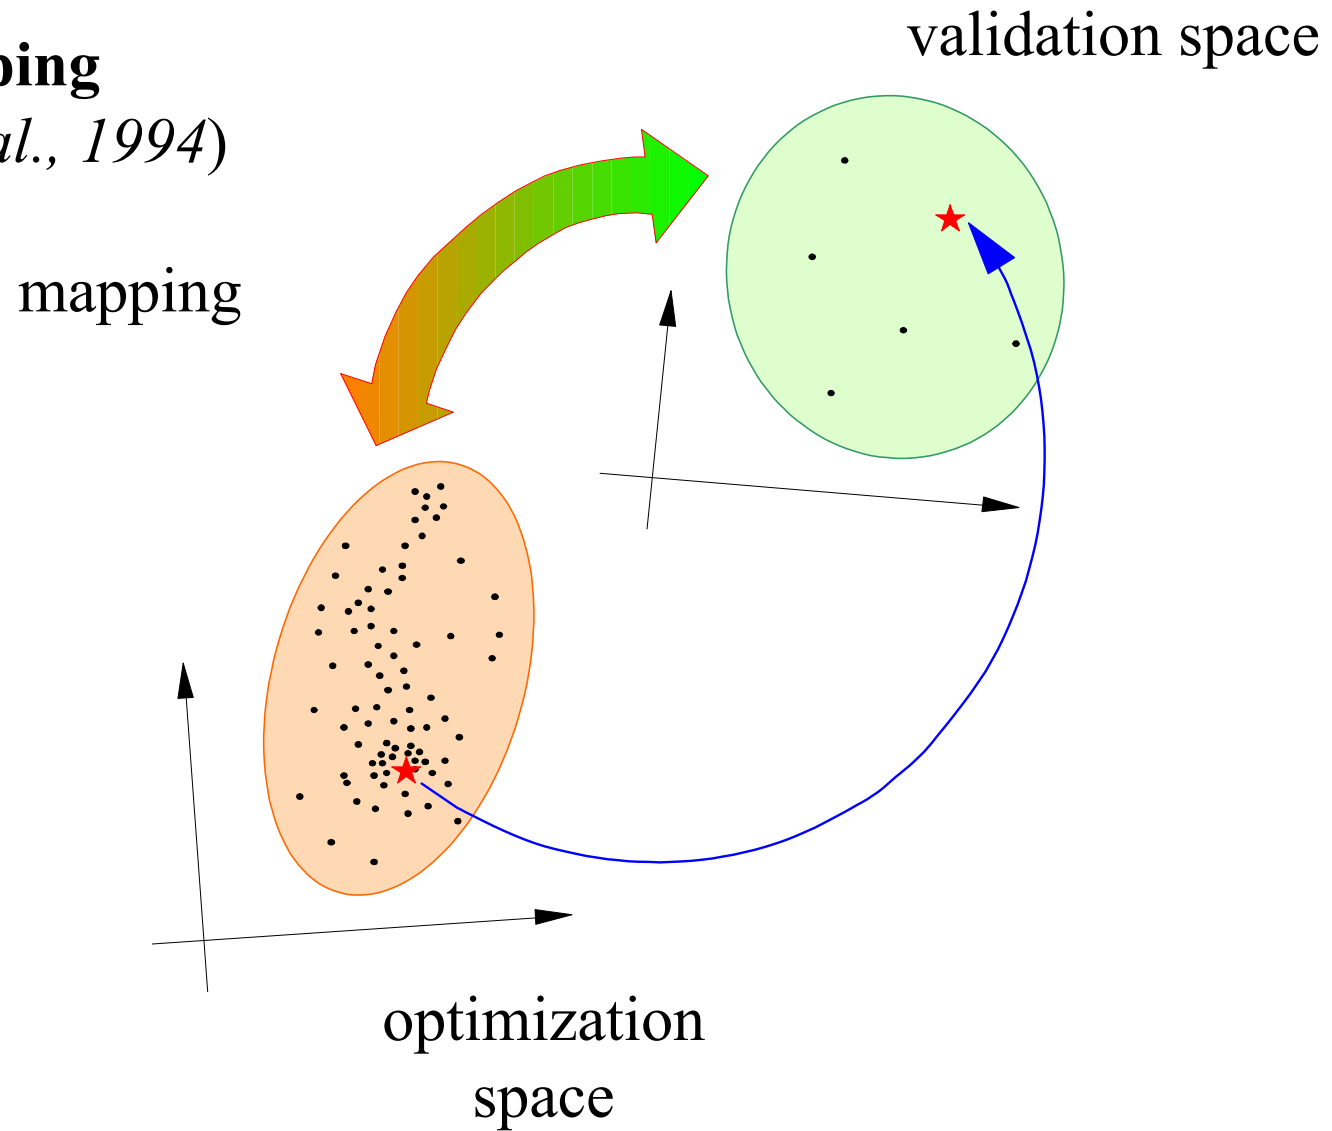 validation space
ping
al., 1994)
mapping
optimization
space